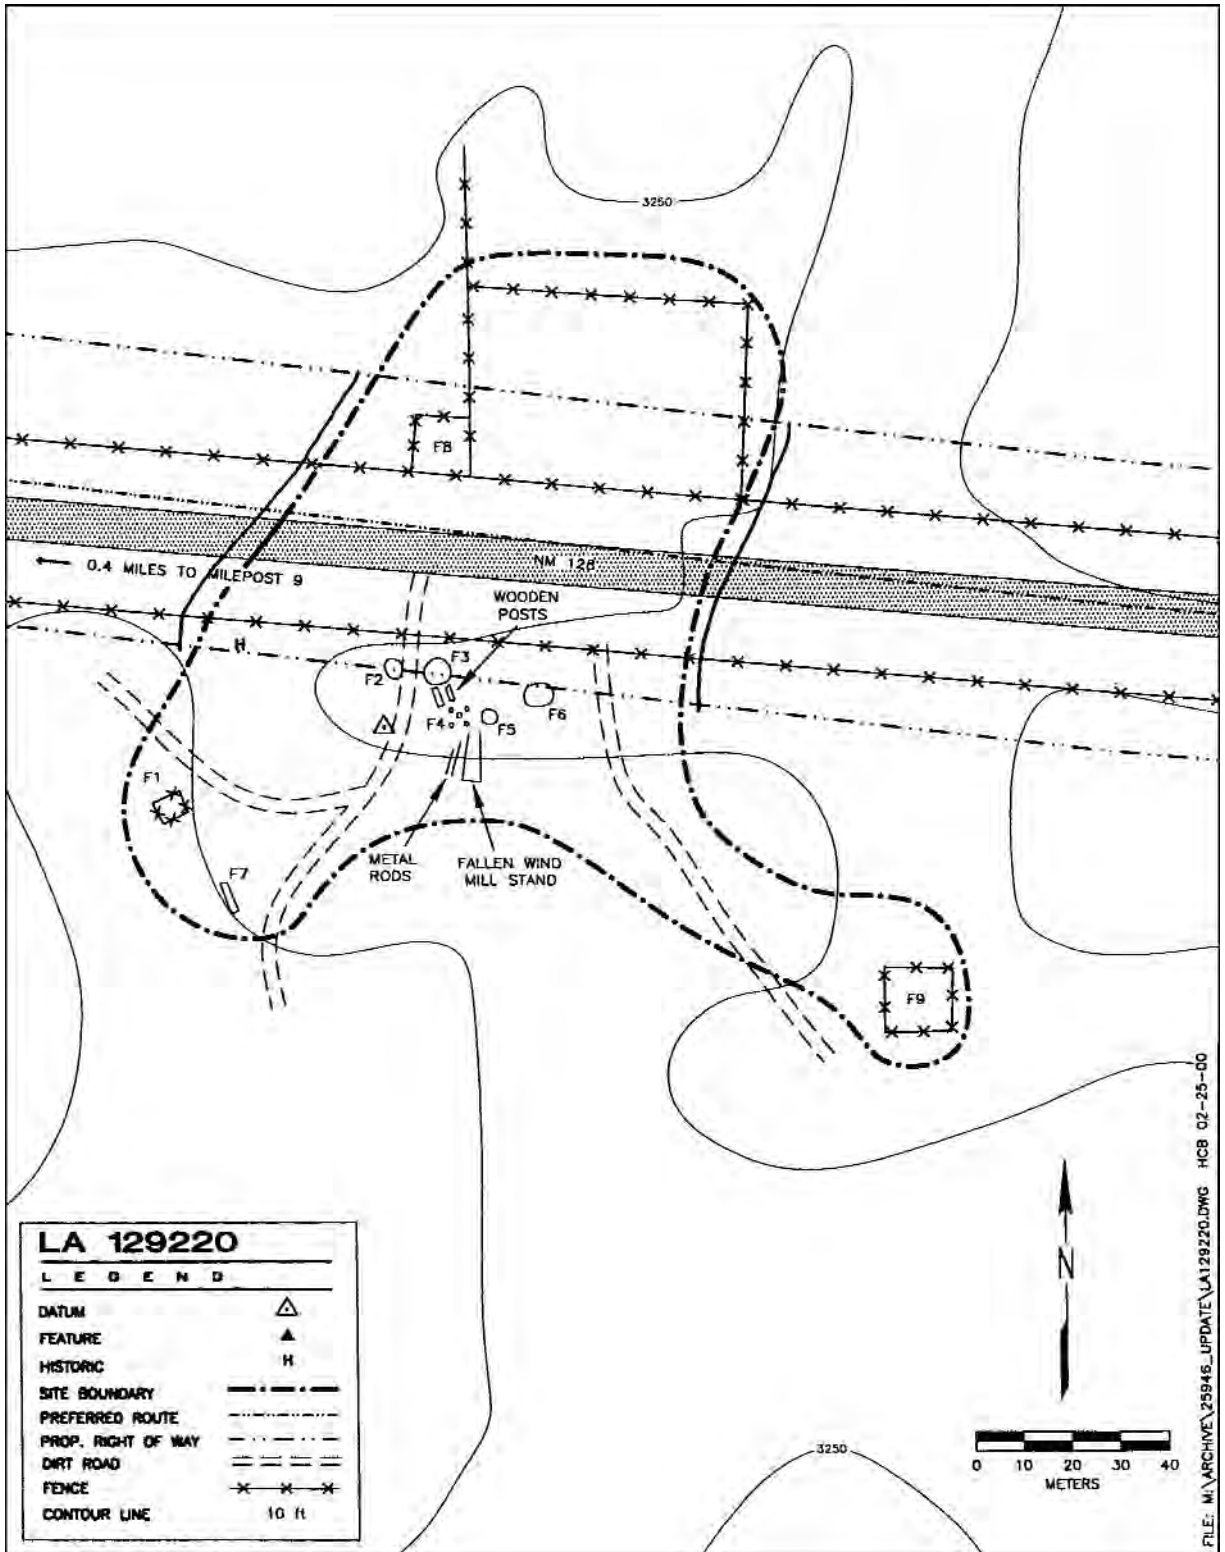 3250
F8
NM 128
0.4 MILES TO MILEPOST 9
WOODEN
POSTS
H
F3
F2
F6
F4
F5
F1
METAL
RODS
FALLEN WIND
MILL STAND
F7
F9
N
3250
0 10 20 30 40
METERS
LA 129220
LEGEND
DATUM
FEATURE
HISTORIC H
SITE BOUNDARY
PREFERRED ROUTE
PROP. RIGHT OF WAY
DIRT ROAD
FENCE
CONTOUR LINE 10 ft
FILE: M:\ARCHIVE\25946_UPDATE\LA129220.DWG HCB 02-25-00